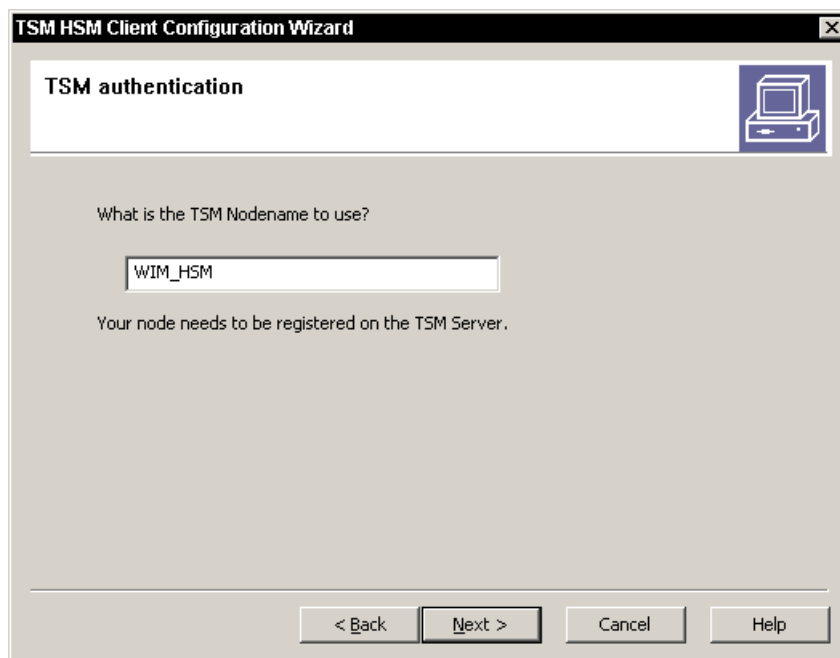 TSM HSM Client Configuration Wizard
TSM authentication
What is the TSM Nodename to use?
WIM_HSM
Your node needs to be registered on the TSM Server.
< Back Next > Cancel Help